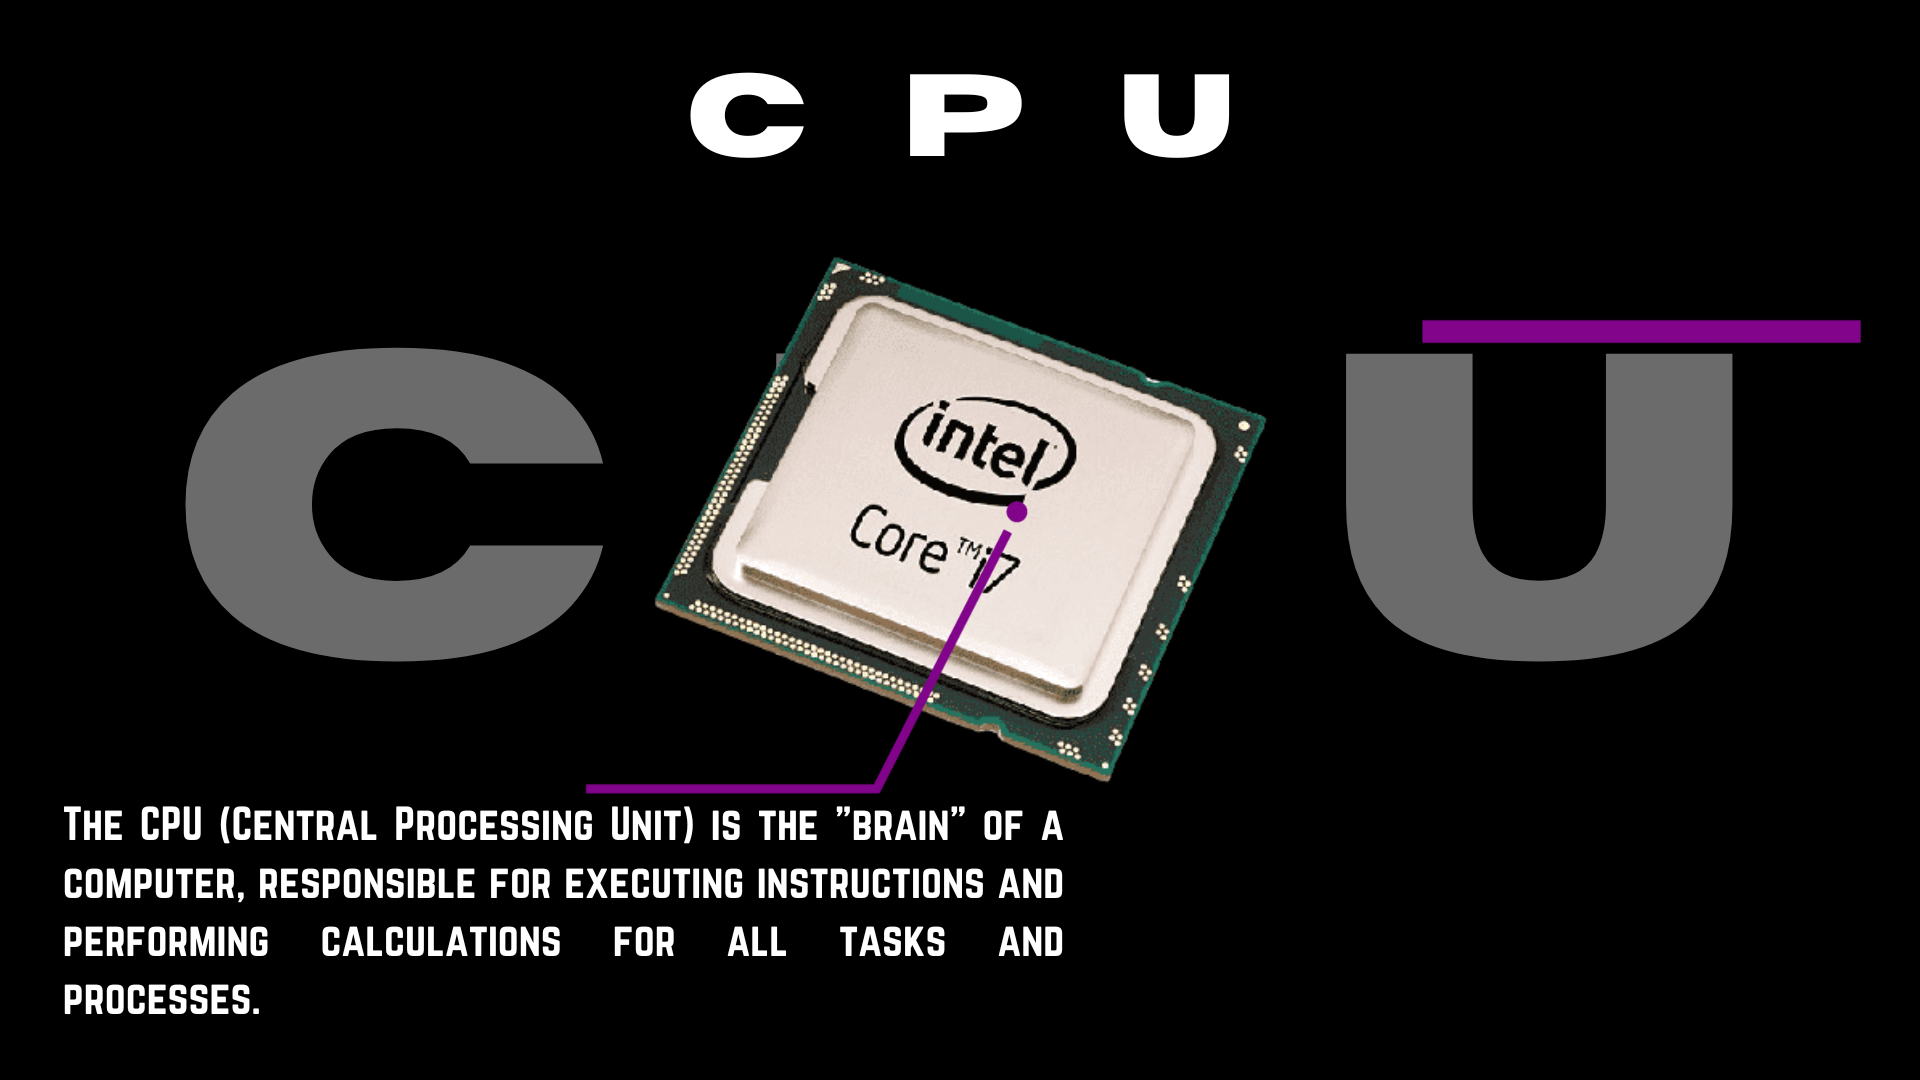 C P U
C U
intel
Core™ i7
The CPU (Central Processing Unit) is the "brain" of a
computer, responsible for executing instructions and
performing calculations for all tasks and
processes.